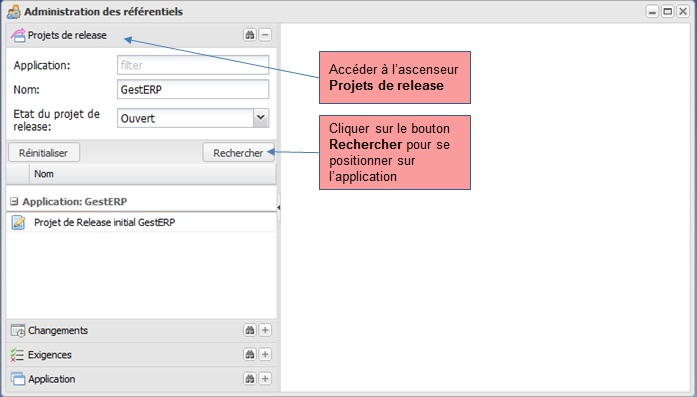 Administration des référentiels
Projets de release
Application:
filter
Nom:
GestERP
Etat du projet de
release:
Ouvert
Réinitialiser
Rechercher
Nom
Application: GestERP
Projet de Release initial GestERP
Changements
Exigences
Application
Accéder à l'ascenseur
Projets de release
Cliquer sur le bouton
Rechercher pour se
positionner sur
l'application